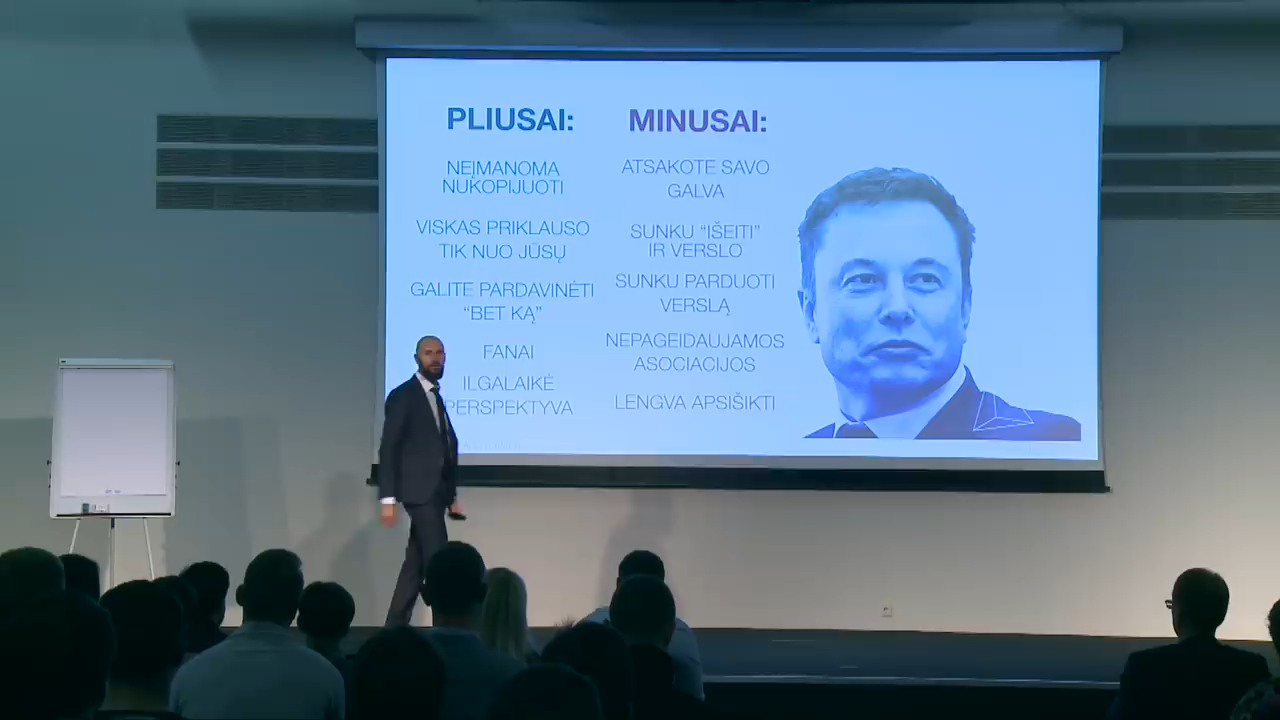 PLIUSAI:
NEĮMANOMA
NUKOPIJUOTI
VISKAS PRIKLAUSO
TIK NUO JŪSŲ
GALITE PARDAVINĖTI
“BET KĄ”
FANAI
ILGALAIKĖ
PERSPEKTYVA
MINUSAI:
ATSAKOTE SAVO
GALVA
SUNKU “IŠEITI”
IR VERSLO
SUNKU PARDUOTI
VERSLĄ
NEPAGEIDAUJAMOS
ASOCIACIJOS
LENGVA APSIŠIKTI